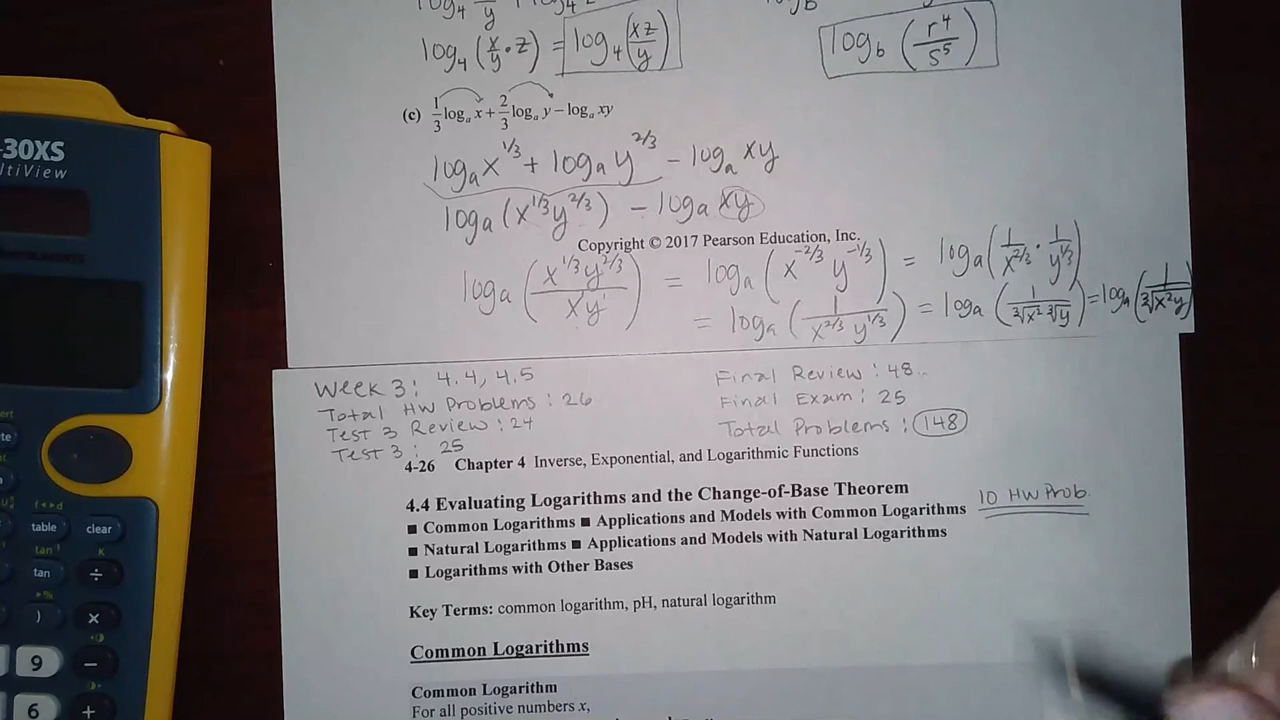 log₄ (x/y · z) = log₄ (xz/y)
log_b (r⁴/s⁵)
(c) 1/3 logₐ x + 2/3 logₐ y − logₐ xy
logₐ x^1/3 + logₐ y^2/3 − logₐ xy
logₐ (x^1/3 y^2/3) − logₐ xy
Copyright © 2017 Pearson Education, Inc.
logₐ (x^1/3 y^2/3 / x¹y¹) = logₐ (x^-2/3 y^-1/3) = logₐ (1/x^2/3 · 1/y^1/3)
= logₐ (1/x^2/3 y^1/3) = logₐ (1/∛x² ∛y) = logₐ (1/∛x²y)
Week 3: 4.4, 4.5
Total HW Problems: 26
Test 3 Review: 24
Test 3: 25
Final Review: 48
Final Exam: 25
Total Problems: 148
4-26 Chapter 4 Inverse, Exponential, and Logarithmic Functions
4.4 Evaluating Logarithms and the Change-of-Base Theorem
10 HW Prob.
■ Common Logarithms ■ Applications and Models with Common Logarithms
■ Natural Logarithms ■ Applications and Models with Natural Logarithms
■ Logarithms with Other Bases
Key Terms: common logarithm, pH, natural logarithm
Common Logarithms
Common Logarithm
For all positive numbers x,
-30XS
MultiView
table
clear
tan⁻¹
K
tan
÷
)
×
9
−
6
+